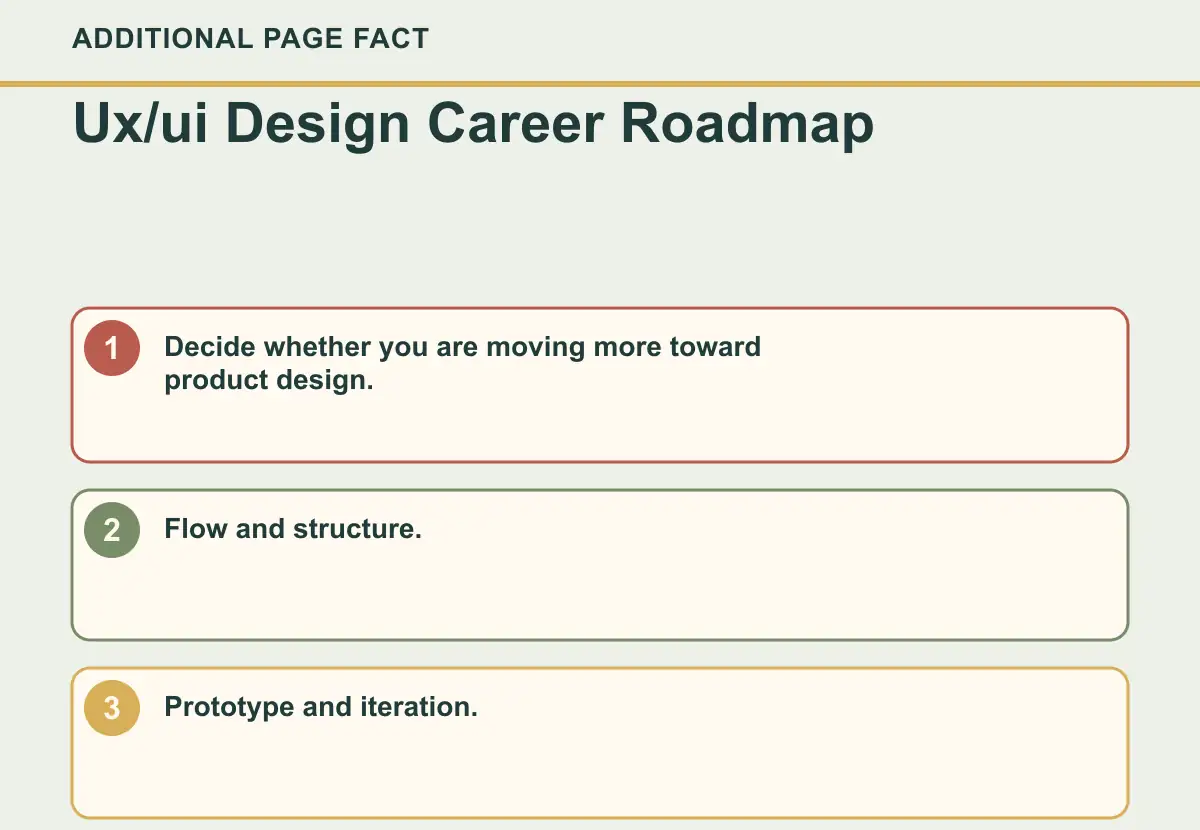 ADDITIONAL PAGE FACT
Ux/ui Design Career Roadmap
1
Decide whether you are moving more toward
product design.
2
Flow and structure.
3
Prototype and iteration.